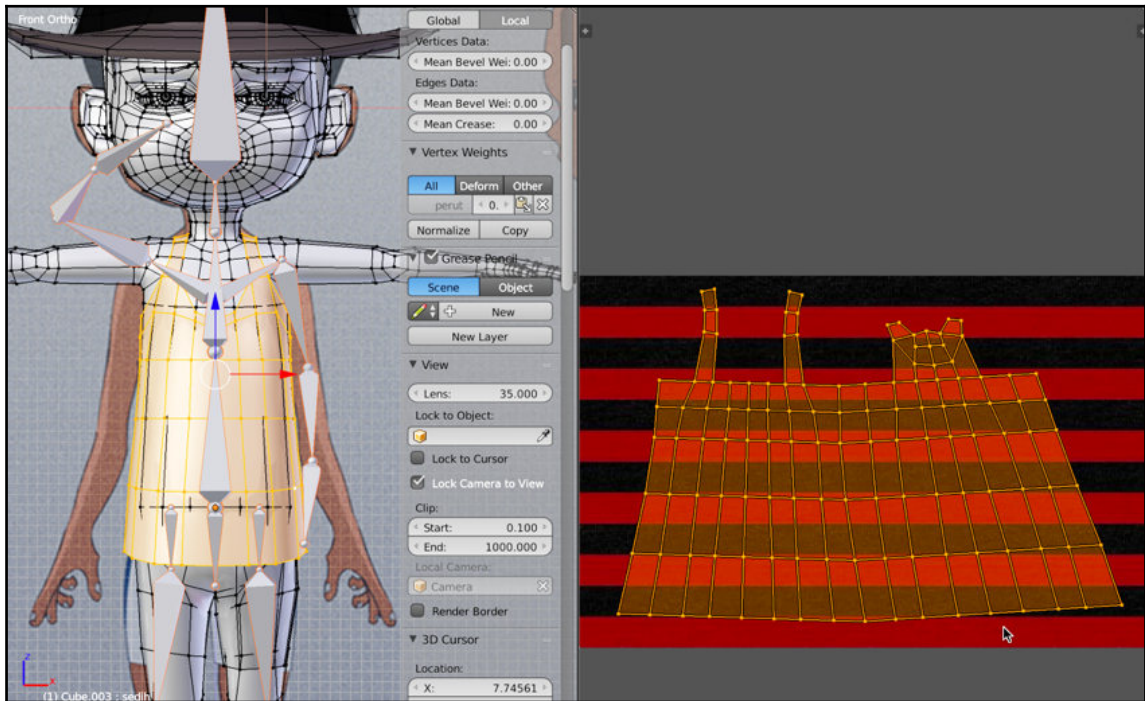 Front Ortho
Global Local
Vertices Data:
Mean Bevel Wei: 0.00
Edges Data:
Mean Bevel Wei: 0.00
Mean Crease: 0.00
Vertex Weights
All Deform Other
perut 0.
Normalize Copy
Grease Pencil
Scene Object
New
New Layer
View
Lens: 35.000
Lock to Object:
Lock to Cursor
Lock Camera to View
Clip:
Start: 0.100
End: 1000.000
Local Camera:
Camera
Render Border
3D Cursor
Location:
X: 7.74561
z
x
(1) Cube.003 : sedih